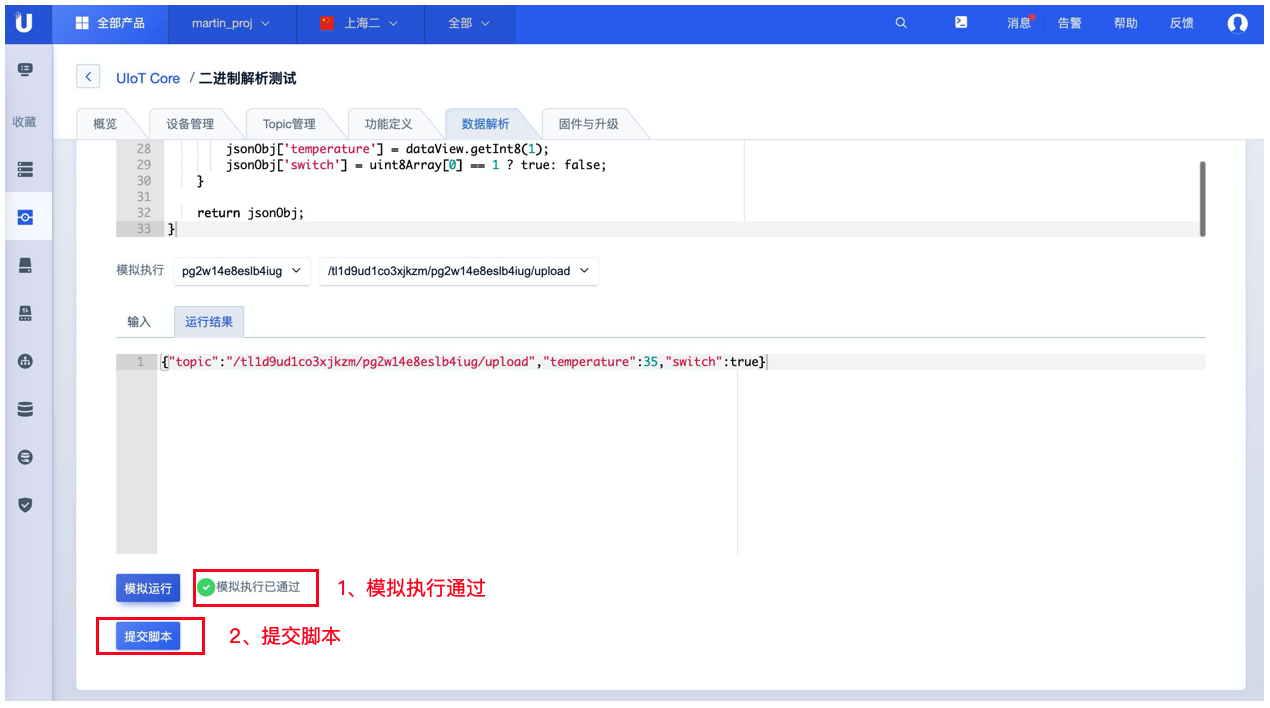 全部产品 martin_proj 上海二 全部 消息 告警 帮助 反馈
收藏
UIoT Core / 二进制解析测试
概览 设备管理 Topic管理 功能定义 数据解析 固件与升级
28 jsonObj['temperature'] = dataView.getInt8(1);
29 jsonObj['switch'] = uint8Array[0] == 1 ? true: false;
30 }
31
32 return jsonObj;
33 }
模拟执行 pg2w14e8eslb4iug /tl1d9ud1co3xjkzm/pg2w14e8eslb4iug/upload
输入 运行结果
1 {"topic":"/tl1d9ud1co3xjkzm/pg2w14e8eslb4iug/upload","temperature":35,"switch":true}
模拟运行 模拟执行已通过 1、模拟执行通过
提交脚本 2、提交脚本